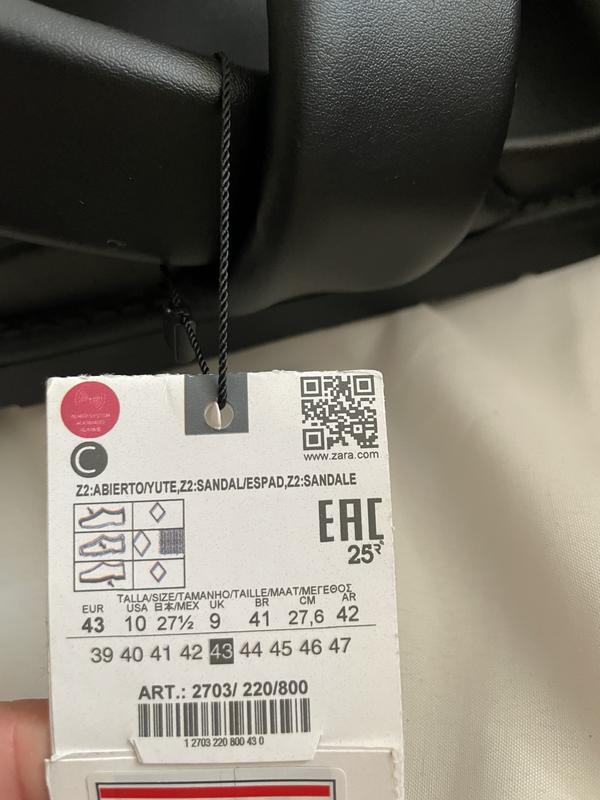 www.zara.com
C
Z2:ABIERTO/YUTE,Z2:SANDAL/ESPAD,Z2:SANDALE
EAC
25
TALLA/SIZE/TAMANHO/TAILLE/MAAT/ΜΕΓΕΘΟΣ
EUR USA 日本/MEX UK BR CM AR
43 10 27½ 9 41 27,6 42
39 40 41 42 43 44 45 46 47
ART.: 2703/ 220/800
1 2703 220 800 43 0